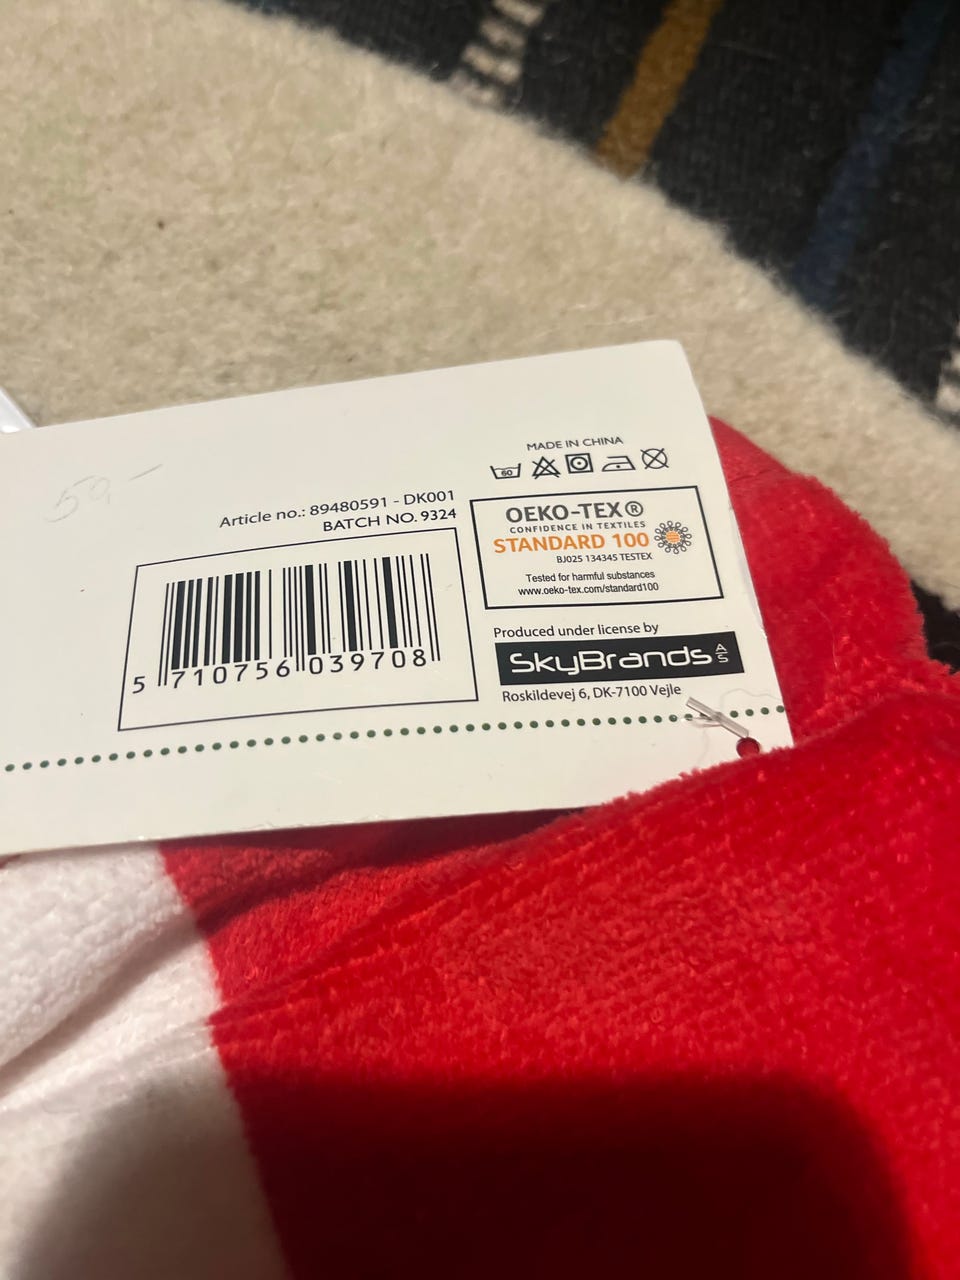 50,-
Article no.: 89480591 - DK001
BATCH NO. 9324
5 710756 039708
MADE IN CHINA
60
OEKO-TEX®
CONFIDENCE IN TEXTILES
STANDARD 100
BJ025 134345 TESTEX
Tested for harmful substances
www.oeko-tex.com/standard100
Produced under license by
SkyBrands A/S
Roskildevej 6, DK-7100 Vejle